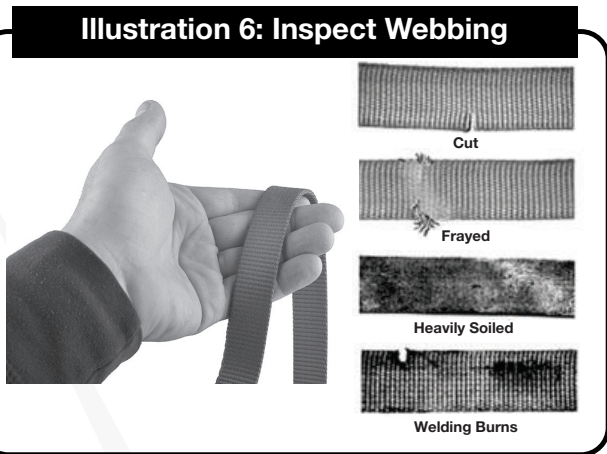 Illustration 6: Inspect Webbing
Cut
Frayed
Heavily Soiled
Welding Burns